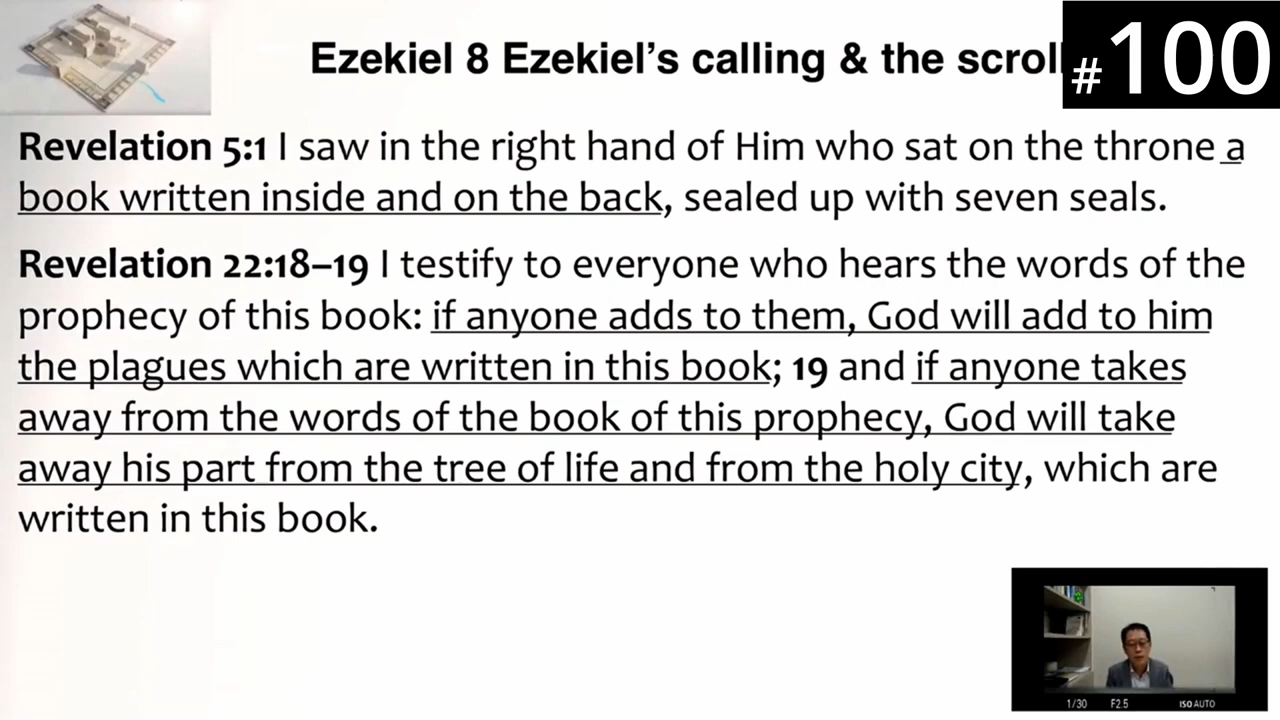 Ezekiel 8 Ezekiel's calling & the scroll
#100
Revelation 5:1 I saw in the right hand of Him who sat on the throne a
book written inside and on the back, sealed up with seven seals.
Revelation 22:18–19 I testify to everyone who hears the words of the
prophecy of this book: if anyone adds to them, God will add to him
the plagues which are written in this book; 19 and if anyone takes
away from the words of the book of this prophecy, God will take
away his part from the tree of life and from the holy city, which are
written in this book.
1/30 F2.5 ISO AUTO